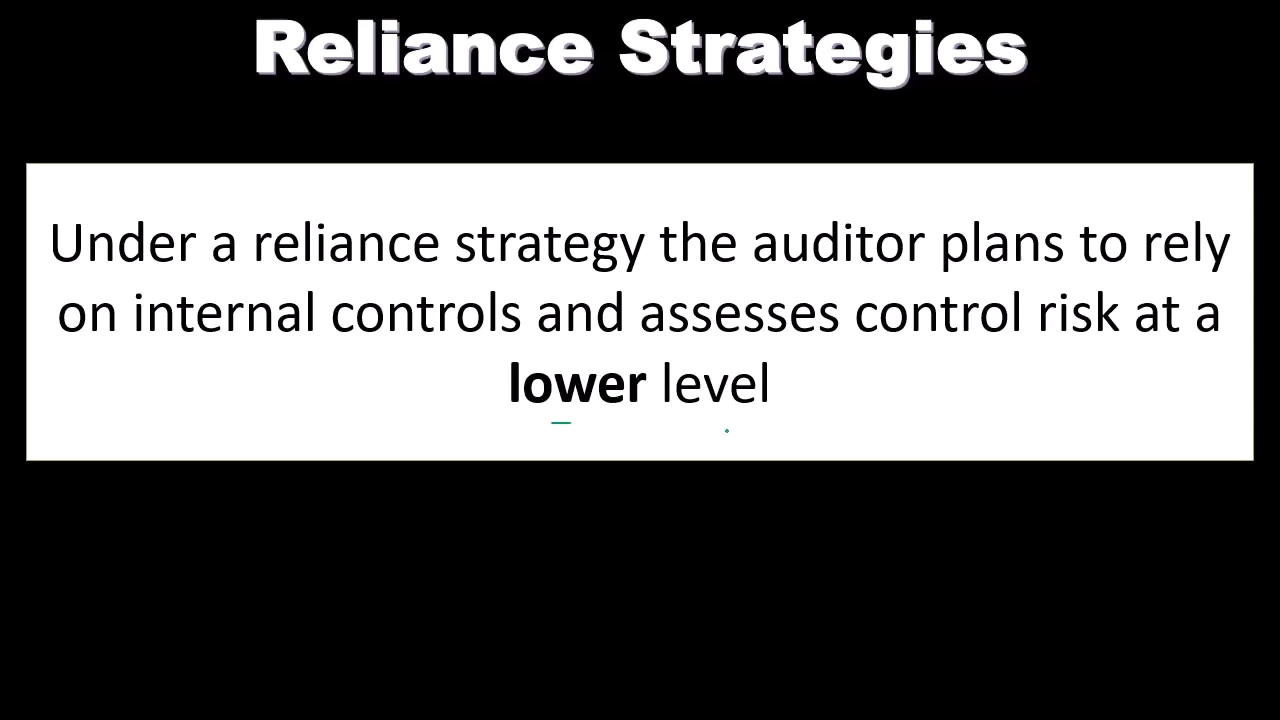 Reliance Strategies
Under a reliance strategy the auditor plans to rely
on internal controls and assesses control risk at a
lower level